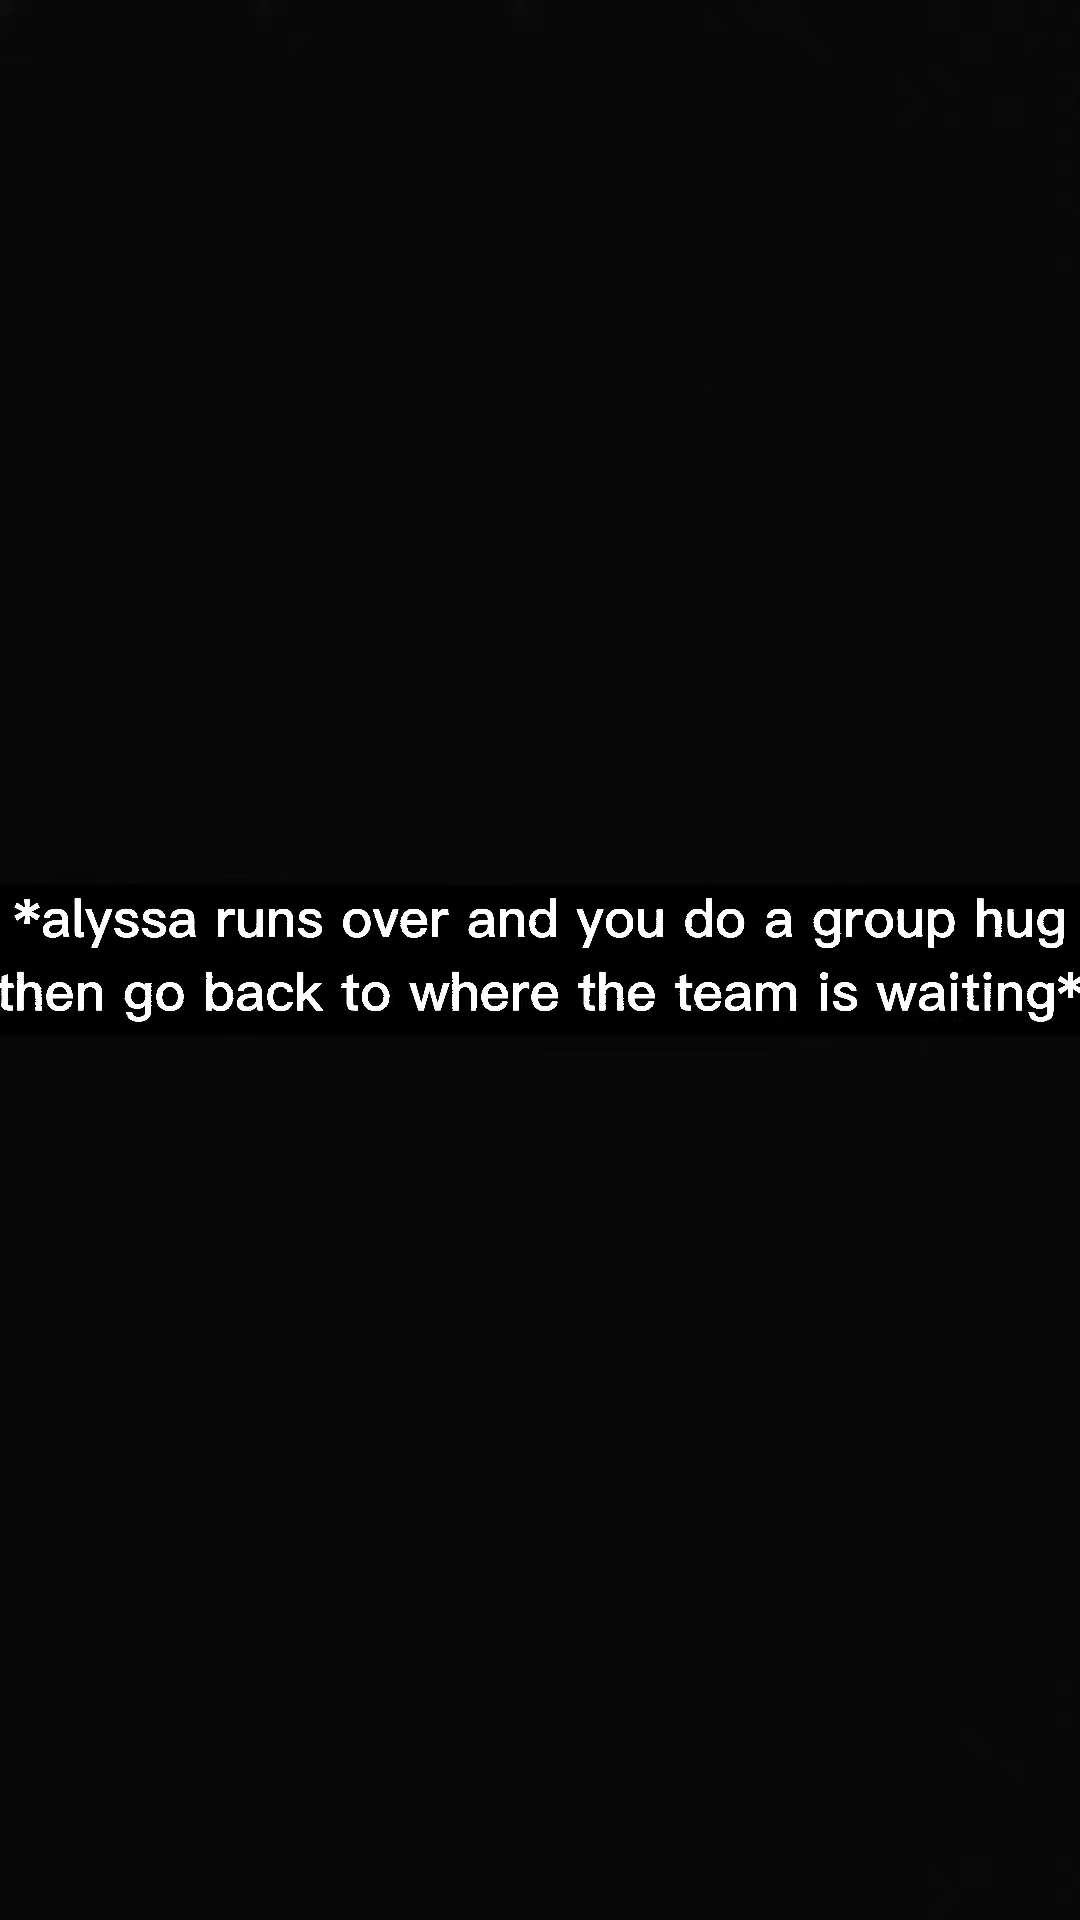 *alyssa runs over and you do a group hug
then go back to where the team is waiting*